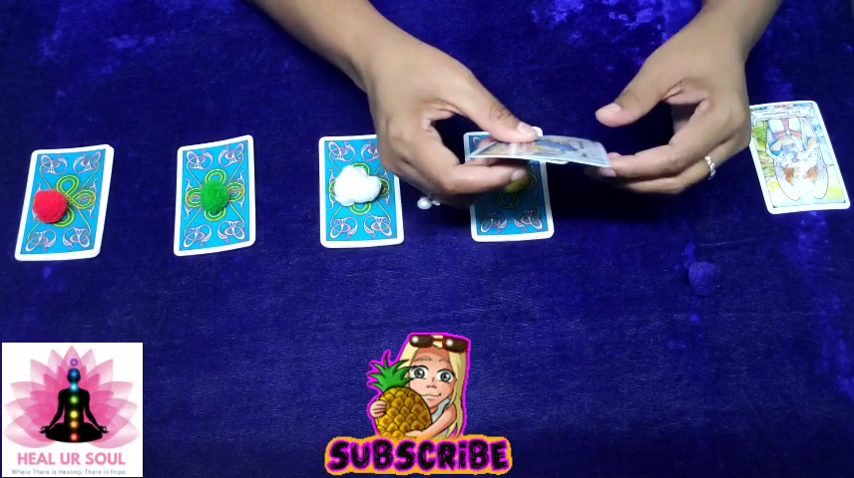 HEAL UR SOUL
Where There is Healing, There is Hope
SUBSCRIBE